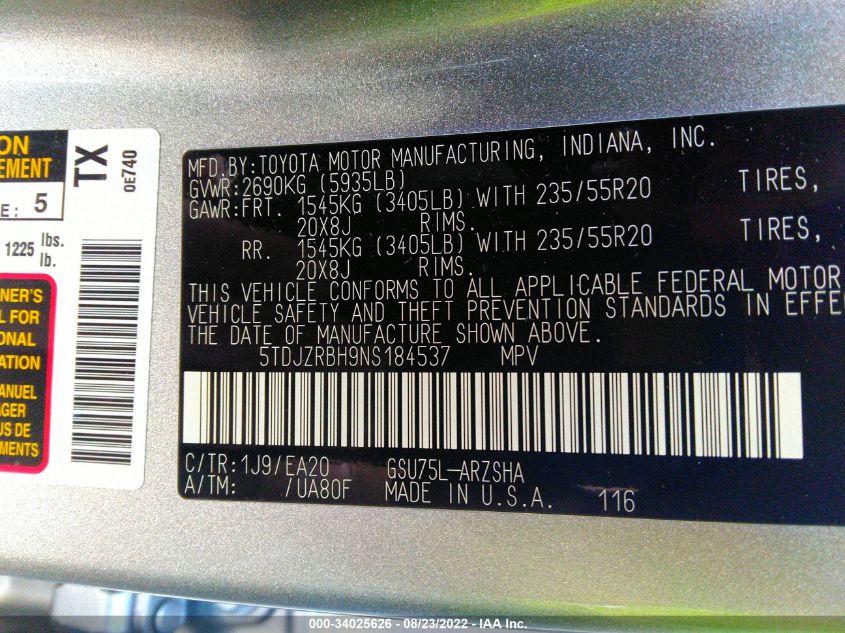 ON
EMENT
E: 5
1225 lbs.
lb.
NER'S
L FOR
ONAL
ATION
ANUEL
AGER
US DE
MENTS
TX
0E740
MFD.BY:TOYOTA MOTOR MANUFACTURING, INDIANA, INC.
GVWR:2690KG (5935LB)
GAWR:FRT. 1545KG (3405LB) WITH 235/55R20 TIRES,
20X8J RIMS.
RR. 1545KG (3405LB) WITH 235/55R20 TIRES,
20X8J RIMS.
THIS VEHICLE CONFORMS TO ALL APPLICABLE FEDERAL MOTOR
VEHICLE SAFETY AND THEFT PREVENTION STANDARDS IN EFFE
THE DATE OF MANUFACTURE SHOWN ABOVE.
5TDJZRBH9NS184537 MPV
C/TR:1J9/EA20 GSU75L-ARZSHA
A/TM: /UA80F MADE IN U.S.A. 116
000-34025626 - 08/23/2022 - IAA Inc.